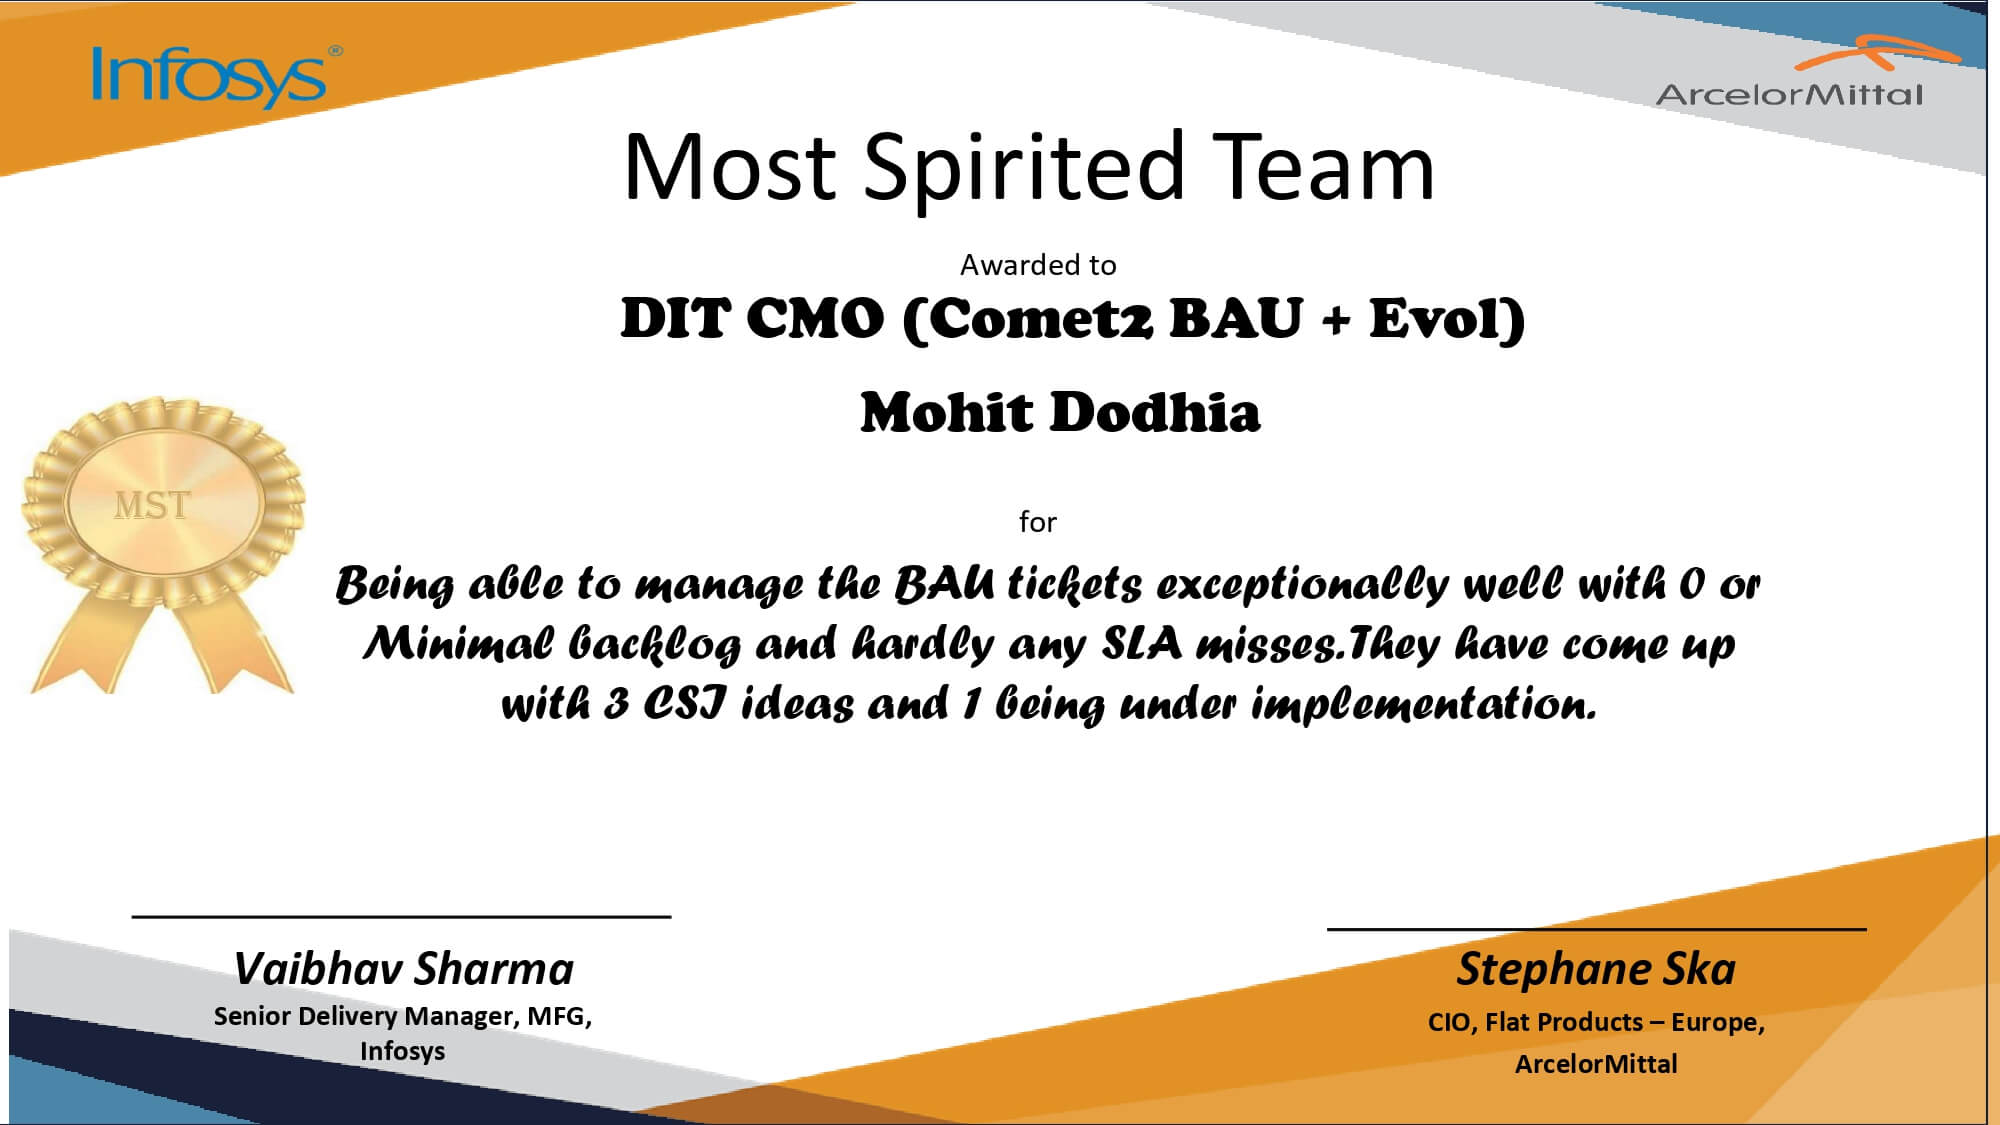 Infosys®
ArcelorMittal
Most Spirited Team
Awarded to
DIT CMO (Comet2 BAU + Evol)
Mohit Dodhia
MST
for
Being able to manage the BAU tickets exceptionally well with 0 or
Minimal backlog and hardly any SLA misses.They have come up
with 3 CSI ideas and 1 being under implementation.
Vaibhav Sharma
Senior Delivery Manager, MFG,
Infosys
Stephane Ska
CIO, Flat Products – Europe,
ArcelorMittal